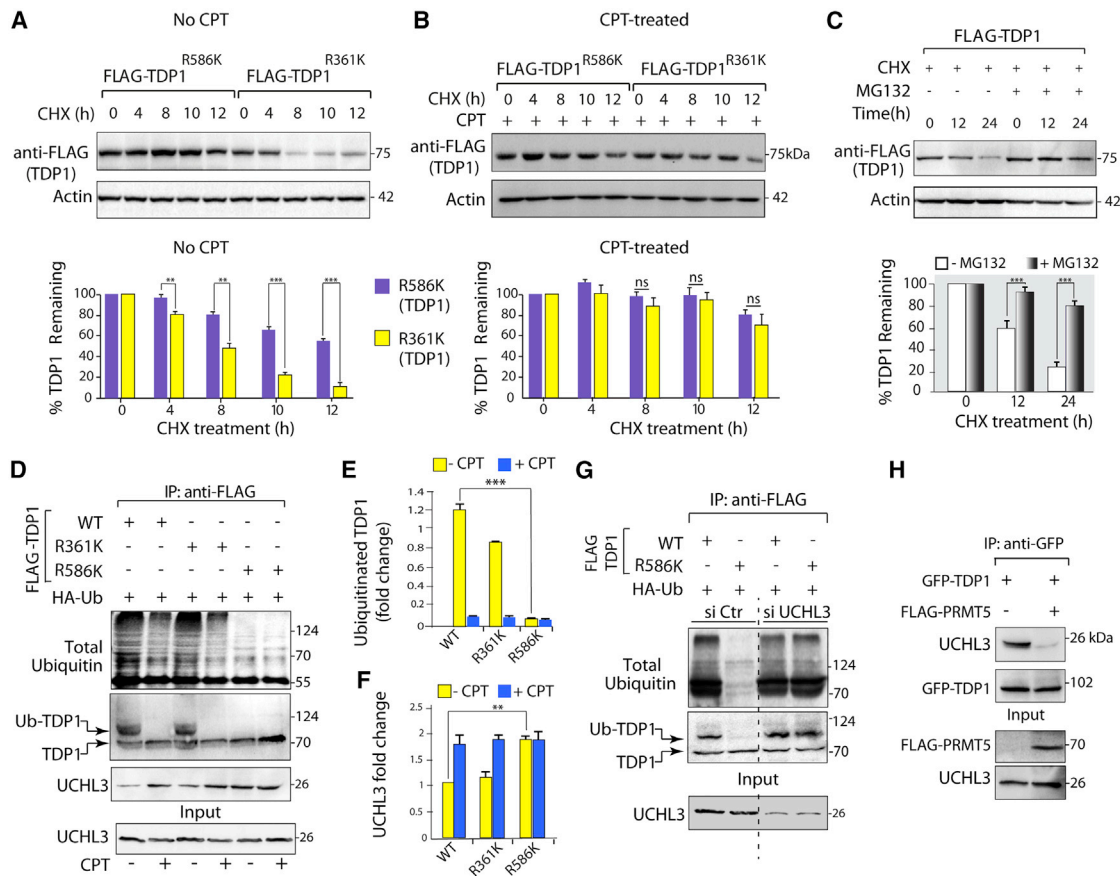 A
No CPT
FLAG-TDP1 R586K FLAG-TDP1 R361K
CHX (h) 0 4 8 10 12 0 4 8 10 12
anti-FLAG (TDP1) -75
Actin - 42
No CPT
% TDP1 Remaining
100
80
60
40
20
0
** ** *** ***
0 4 8 10 12
CHX treatment (h)
R586K (TDP1)
R361K (TDP1)
B
CPT-treated
FLAG-TDP1 R586K FLAG-TDP1 R361K
CHX (h) 0 4 8 10 12 0 4 8 10 12
CPT + + + + + + + + + +
anti-FLAG (TDP1) -75kDa
Actin - 42
CPT-treated
% TDP1 Remaining
100
80
60
40
20
0
ns ns ns
0 4 8 10 12
CHX treatment (h)
C
FLAG-TDP1
CHX + + + + + +
MG132 - - - + + +
Time(h) 0 12 24 0 12 24
anti-FLAG (TDP1) - 75
Actin - 42
- MG132 + MG132
% TDP1 Remaining
100
80
60
40
20
0
*** ***
0 12 24
CHX treatment (h)
D
IP: anti-FLAG
FLAG-TDP1
WT + + - - - -
R361K - - + + - -
R586K - - - - + +
HA-Ub + + + + + +
Total Ubiquitin
-124
-70
-55
Ub-TDP1
TDP1
-124
-70
UCHL3 -26
Input
UCHL3 -26
CPT - + - + - +
E
- CPT + CPT
Ubiquitinated TDP1 (fold change)
1.4
1.2
1
0.8
0.6
0.4
0.2
0
***
WT R361K R586K
F
- CPT + CPT
UCHL3 fold change
2.5
2
1.5
1
0.5
0
**
WT R361K R586K
G
IP: anti-FLAG
FLAG TDP1
WT + - + -
R586K - + - +
HA-Ub + + + +
si Ctr si UCHL3
Total Ubiquitin
-124
-70
Ub-TDP1
TDP1
-124
-70
Input
UCHL3 -26
H
IP: anti-GFP
GFP-TDP1 + +
FLAG-PRMT5 - +
UCHL3 -26 kDa
GFP-TDP1 -102
Input
FLAG-PRMT5 -70
UCHL3 -26